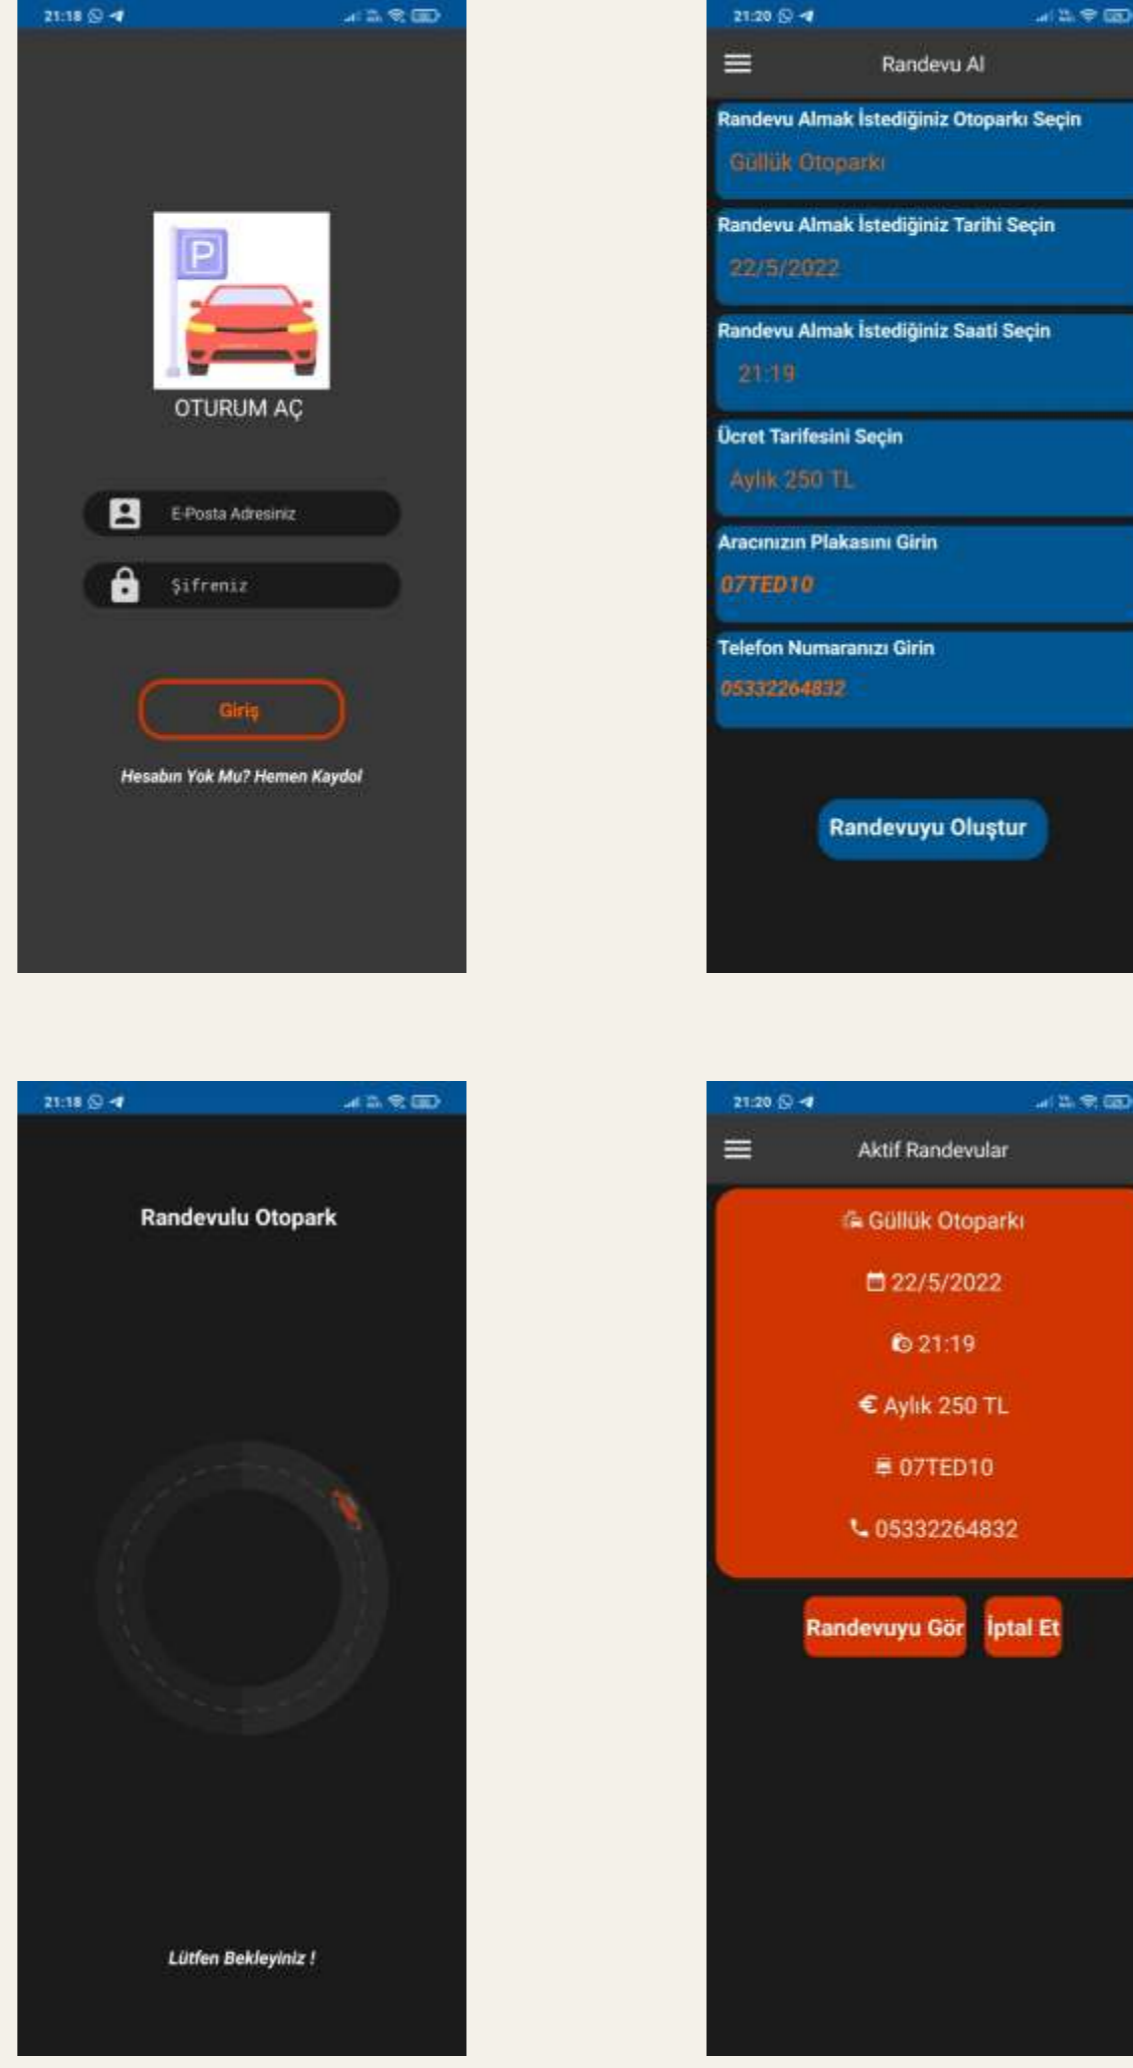 21:18
P
OTURUM AÇ
E-Posta Adresiniz
Şifreniz
Giriş
Hesabın Yok Mu? Hemen Kaydol
21:20
Randevu Al
Randevu Almak İstediğiniz Otoparkı Seçin
Güllük Otoparkı
Randevu Almak İstediğiniz Tarihi Seçin
22/5/2022
Randevu Almak İstediğiniz Saati Seçin
21:19
Ücret Tarifesini Seçin
Aylık 250 TL
Aracınızın Plakasını Girin
07TED10
Telefon Numaranızı Girin
05332264832
Randevuyu Oluştur
21:18
Randevulu Otopark
Lütfen Bekleyiniz !
21:20
Aktif Randevular
Güllük Otoparkı
22/5/2022
21:19
€ Aylık 250 TL
07TED10
05332264832
Randevuyu Gör
İptal Et